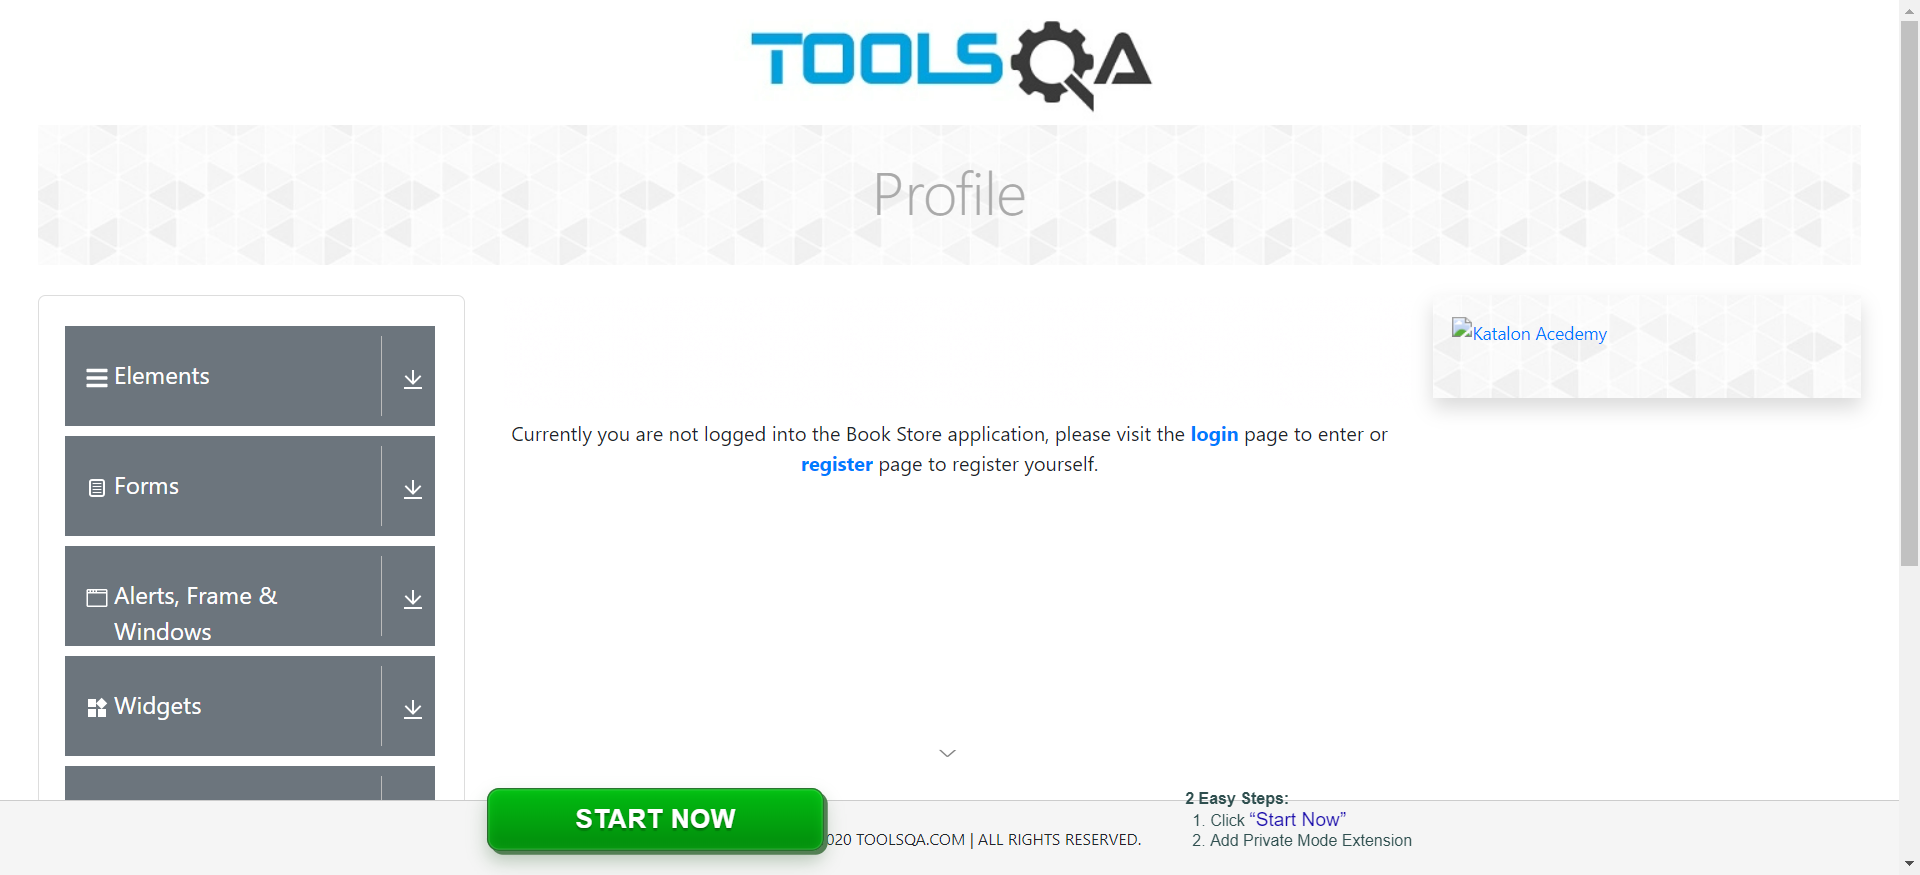 TOOLSQA
Profile
Elements
Forms
Alerts, Frame &
Windows
Widgets
Currently you are not logged into the Book Store application, please visit the login page to enter or
register page to register yourself.
Katalon Acedemy
START NOW
020 TOOLSQA.COM | ALL RIGHTS RESERVED.
2 Easy Steps:
1. Click “Start Now”
2. Add Private Mode Extension